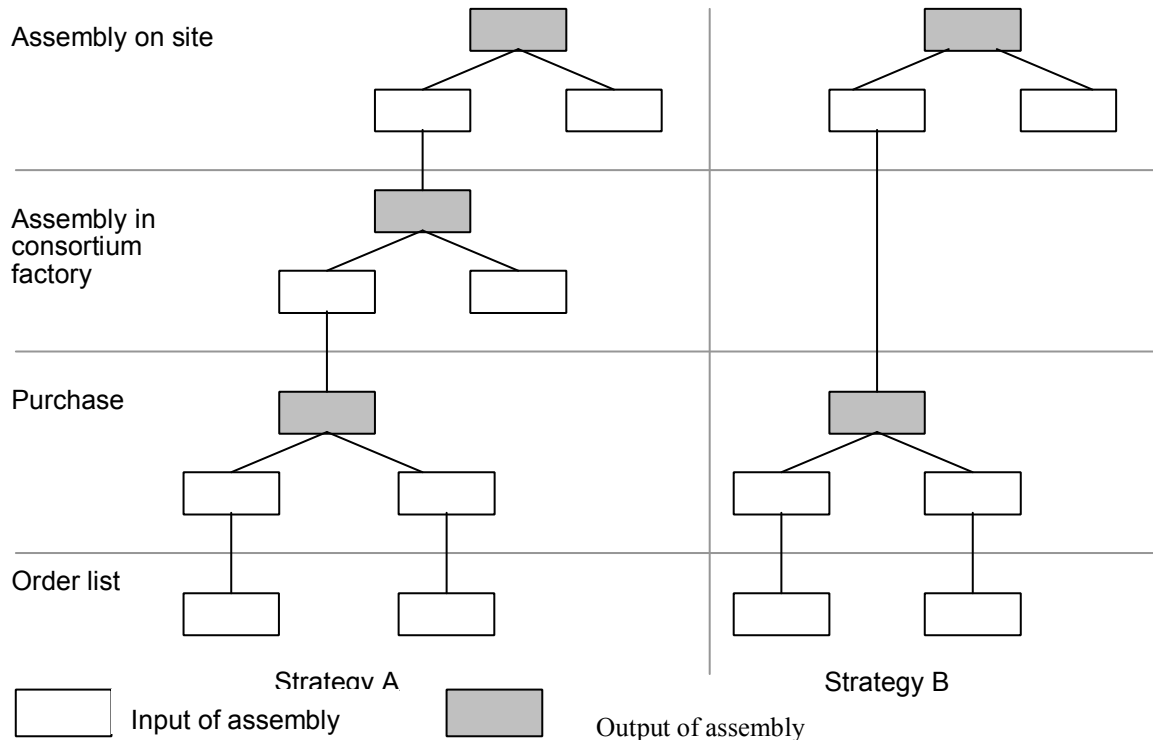 Assembly on site
Assembly in
consortium
factory
Purchase
Order list
Strategy A
Strategy B
Input of assembly
Output of assembly